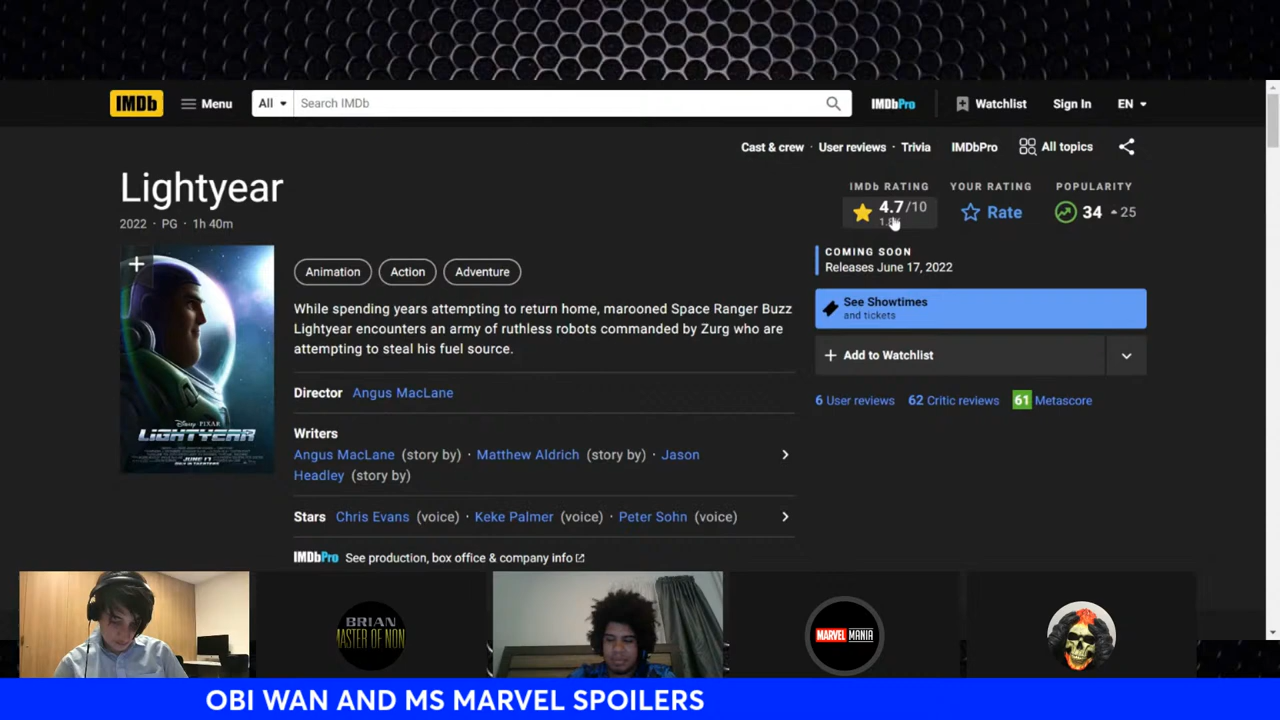 IMDb
Menu
All
Search IMDb
IMDbPro
Watchlist
Sign In
EN
Cast & crew · User reviews · Trivia
IMDbPro
All topics
Lightyear
2022 · PG · 1h 40m
IMDb RATING
4.7/10
YOUR RATING
Rate
POPULARITY
34
25
COMING SOON
Releases June 17, 2022
See Showtimes
and tickets
Add to Watchlist
6 User reviews
62 Critic reviews
61 Metascore
Animation
Action
Adventure
While spending years attempting to return home, marooned Space Ranger Buzz
Lightyear encounters an army of ruthless robots commanded by Zurg who are
attempting to steal his fuel source.
Director Angus MacLane
Writers
Angus MacLane (story by) · Matthew Aldrich (story by) · Jason
Headley (story by)
Stars Chris Evans (voice) · Keke Palmer (voice) · Peter Sohn (voice)
IMDbPro See production, box office & company info
Disney PIXAR
LIGHTYEAR
JUNE 17
BRIAN
MASTER OF NON
MARVEL MANIA
OBI WAN AND MS MARVEL SPOILERS